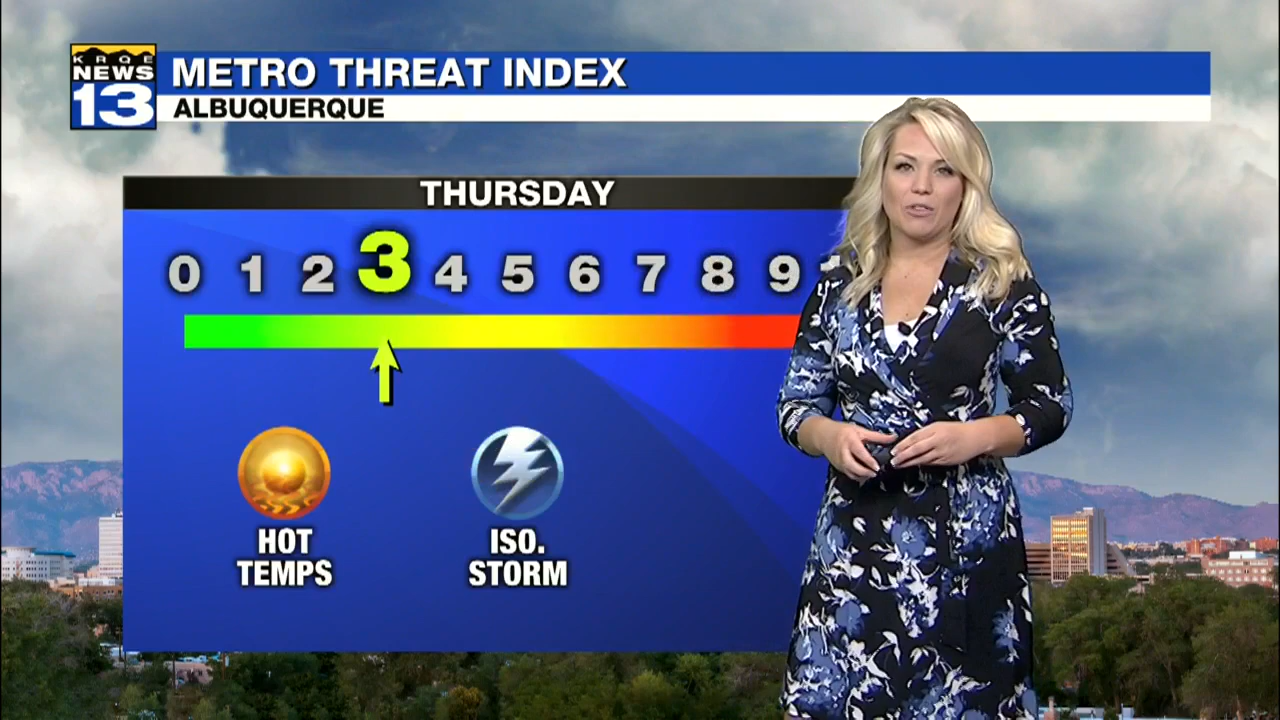 KRQE
NEWS
13
METRO THREAT INDEX
ALBUQUERQUE
THURSDAY
0 1 2 3 4 5 6 7 8 9
HOT
TEMPS
ISO.
STORM